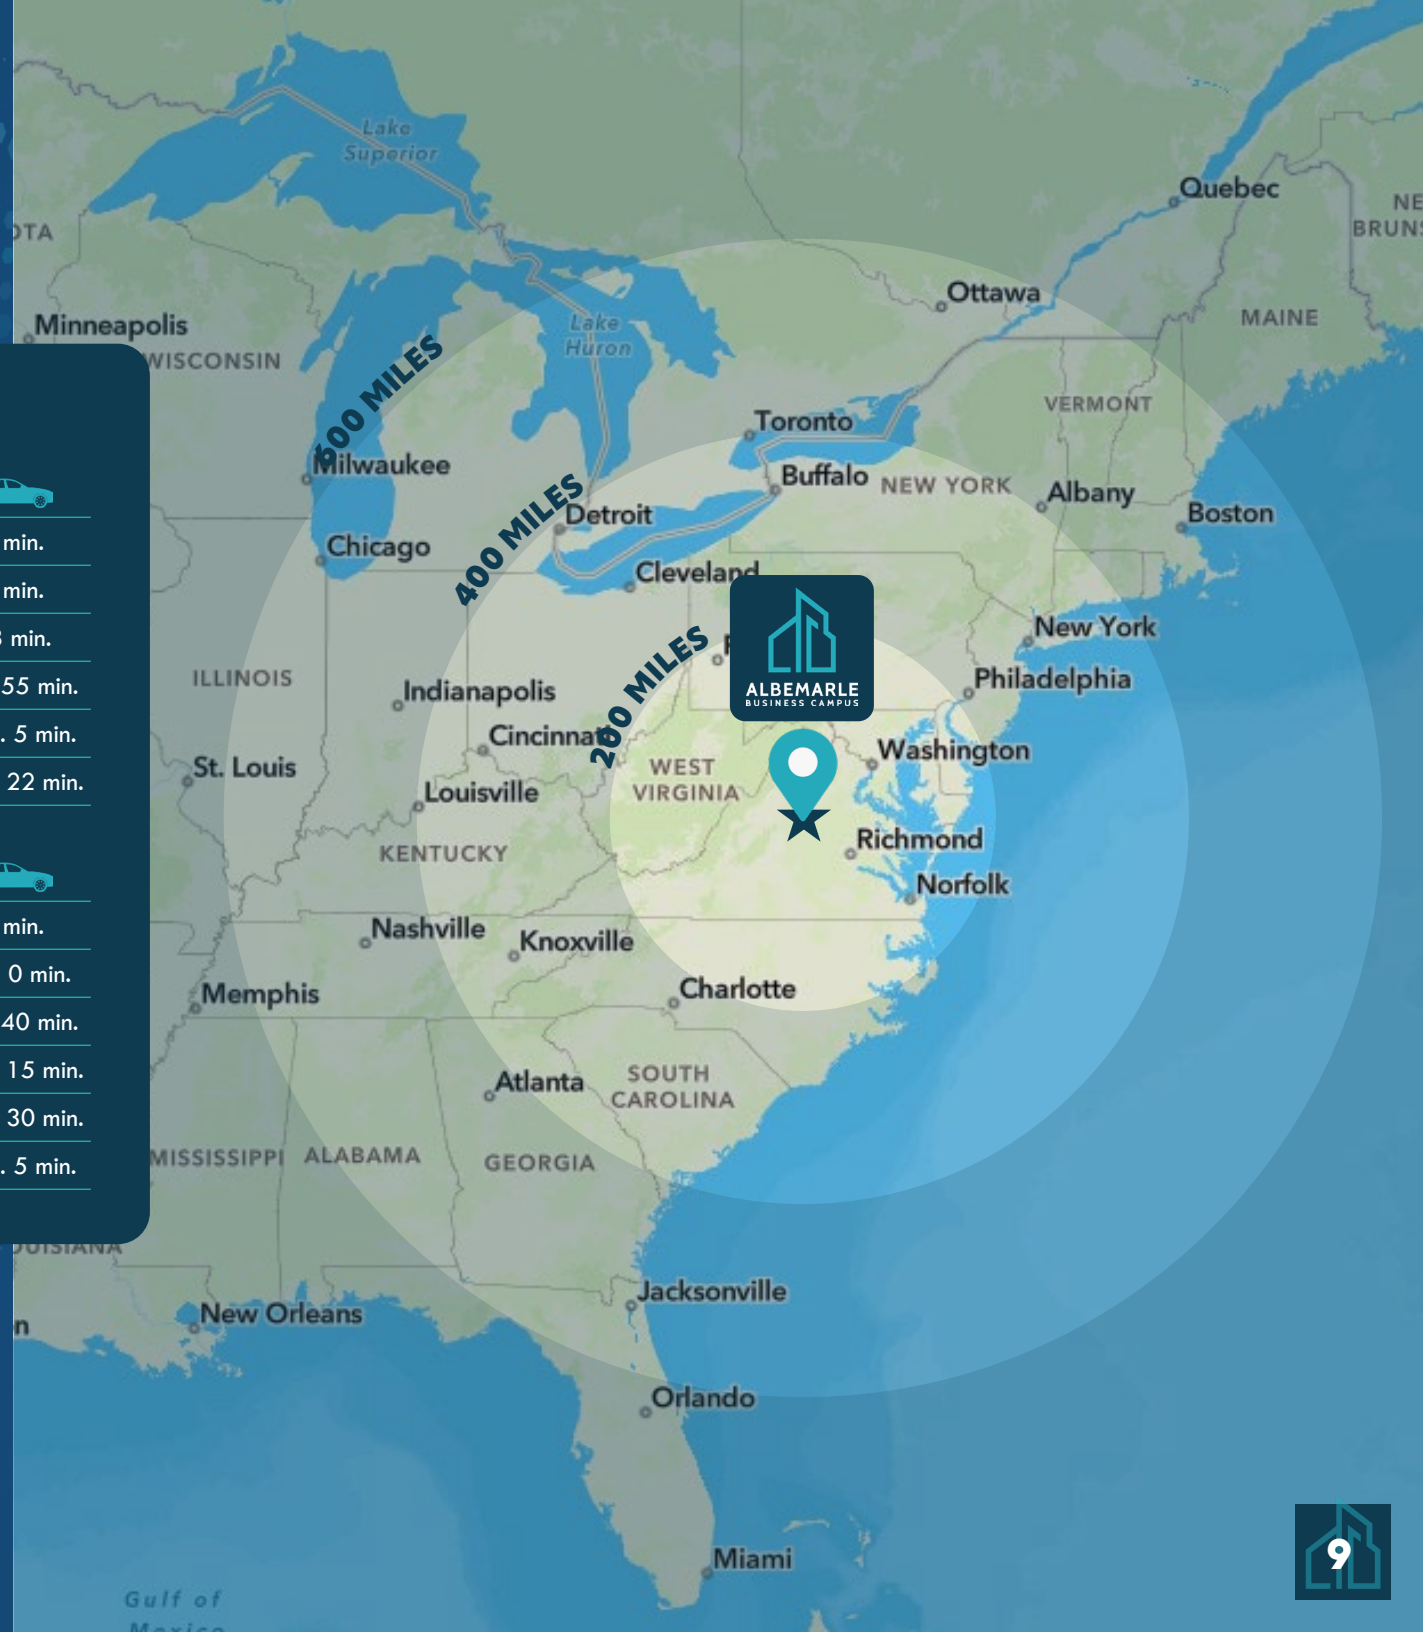 Lake
Superior
Quebec
OTA
NE
BRUNS
Ottawa
Minneapolis
MAINE
Lake
Huron
WISCONSIN
600 MILES
VERMONT
Toronto
Milwaukee
Buffalo
NEW YORK
Albany
400 MILES
Detroit
Boston
Chicago
min.
Cleveland
min.
New York
min.
200 MILES
ILLINOIS
Philadelphia
55 min.
Indianapolis
ALBEMARLE
BUSINESS CAMPUS
. 5 min.
Cincinnati
Washington
St. Louis
WEST
VIRGINIA
22 min.
Louisville
Richmond
KENTUCKY
Norfolk
min.
Nashville
Knoxville
0 min.
Memphis
Charlotte
40 min.
15 min.
Atlanta
SOUTH
CAROLINA
30 min.
MISSISSIPPI
ALABAMA
GEORGIA
. 5 min.
OUISIANA
Jacksonville
New Orleans
n
Orlando
Miami
9
Gulf of
Mexico